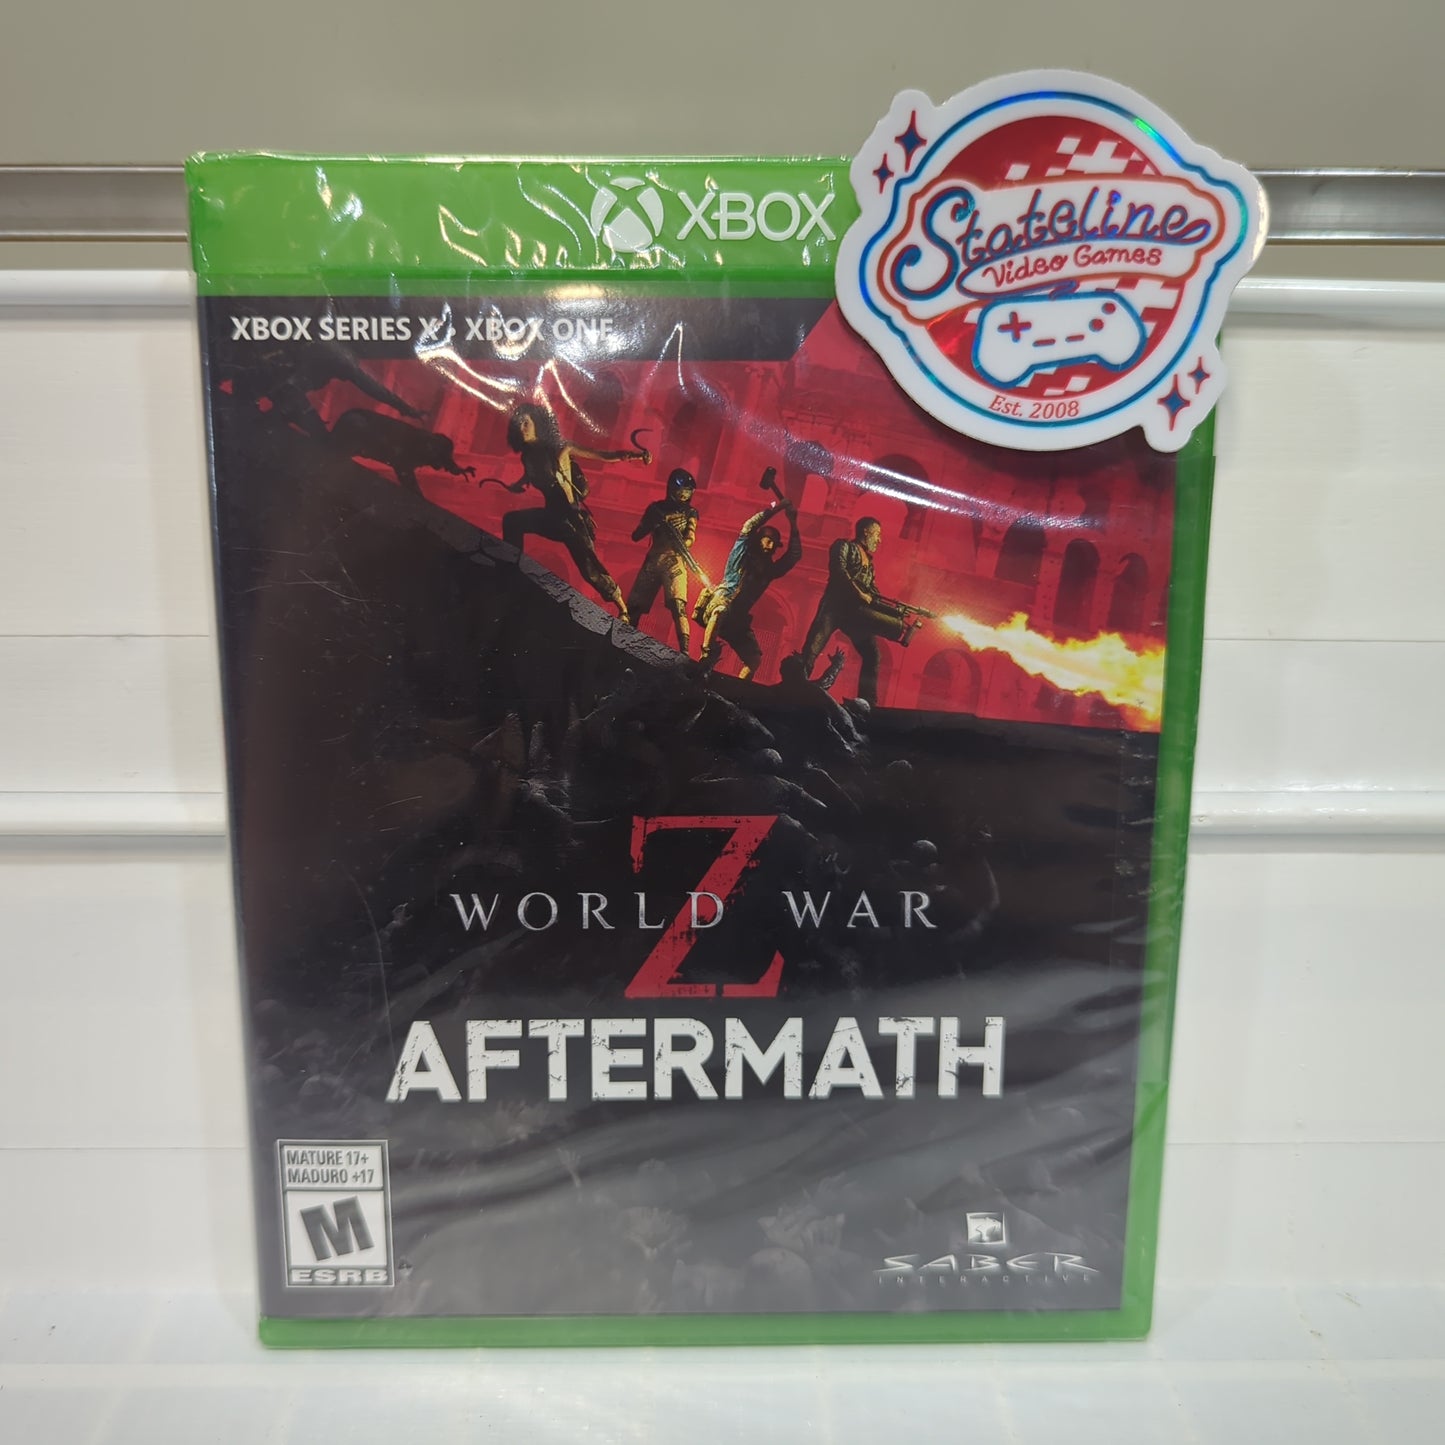 XBOX
Stateline
Video Games
Est. 2008
XBOX SERIES X • XBOX ONE
Z
WORLD WAR
AFTERMATH
MATURE 17+
MADURO +17
M
ESRB
SABER
INTERACTIVE